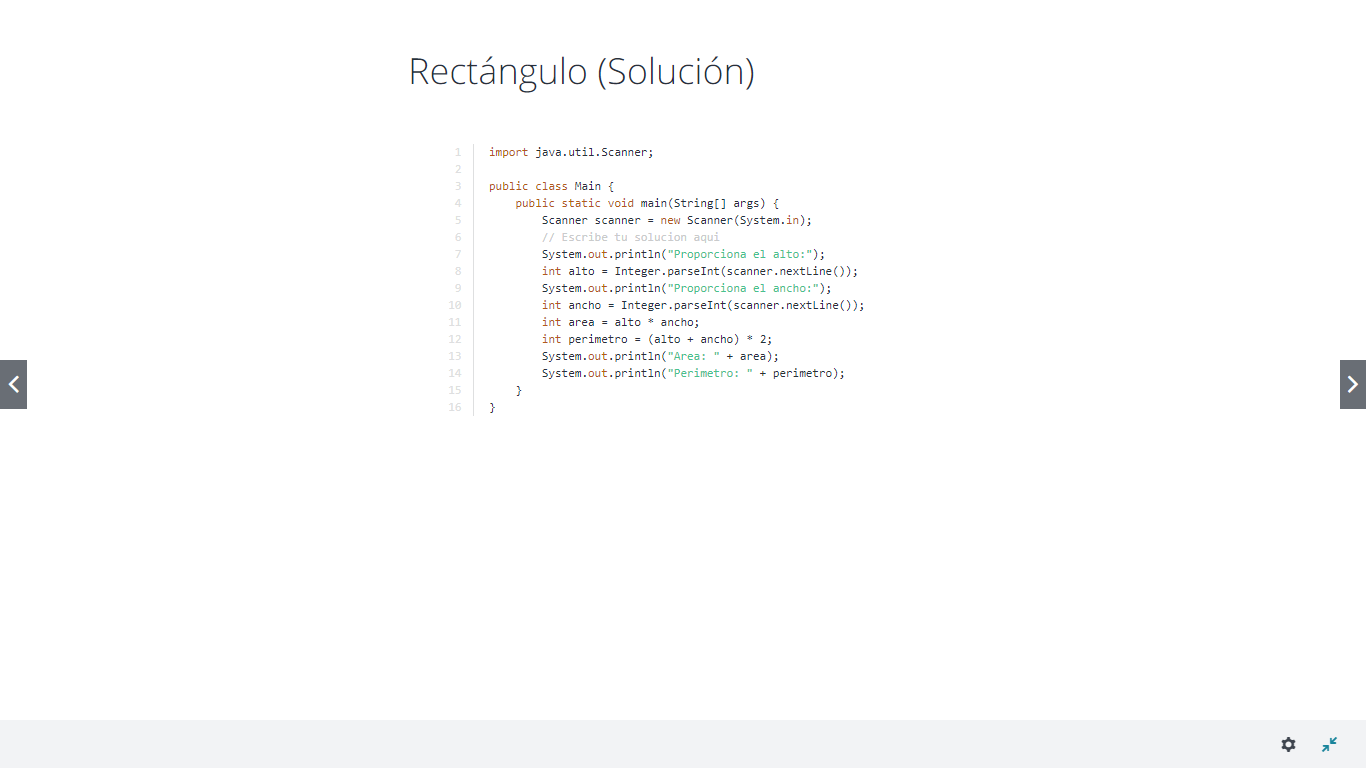 Rectángulo (Solución)
1 import java.util.Scanner;
2
3 public class Main {
4 public static void main(String[] args) {
5 Scanner scanner = new Scanner(System.in);
6 // Escribe tu solucion aqui
7 System.out.println("Proporciona el alto:");
8 int alto = Integer.parseInt(scanner.nextLine());
9 System.out.println("Proporciona el ancho:");
10 int ancho = Integer.parseInt(scanner.nextLine());
11 int area = alto * ancho;
12 int perimetro = (alto + ancho) * 2;
13 System.out.println("Area: " + area);
14 System.out.println("Perimetro: " + perimetro);
15 }
16 }